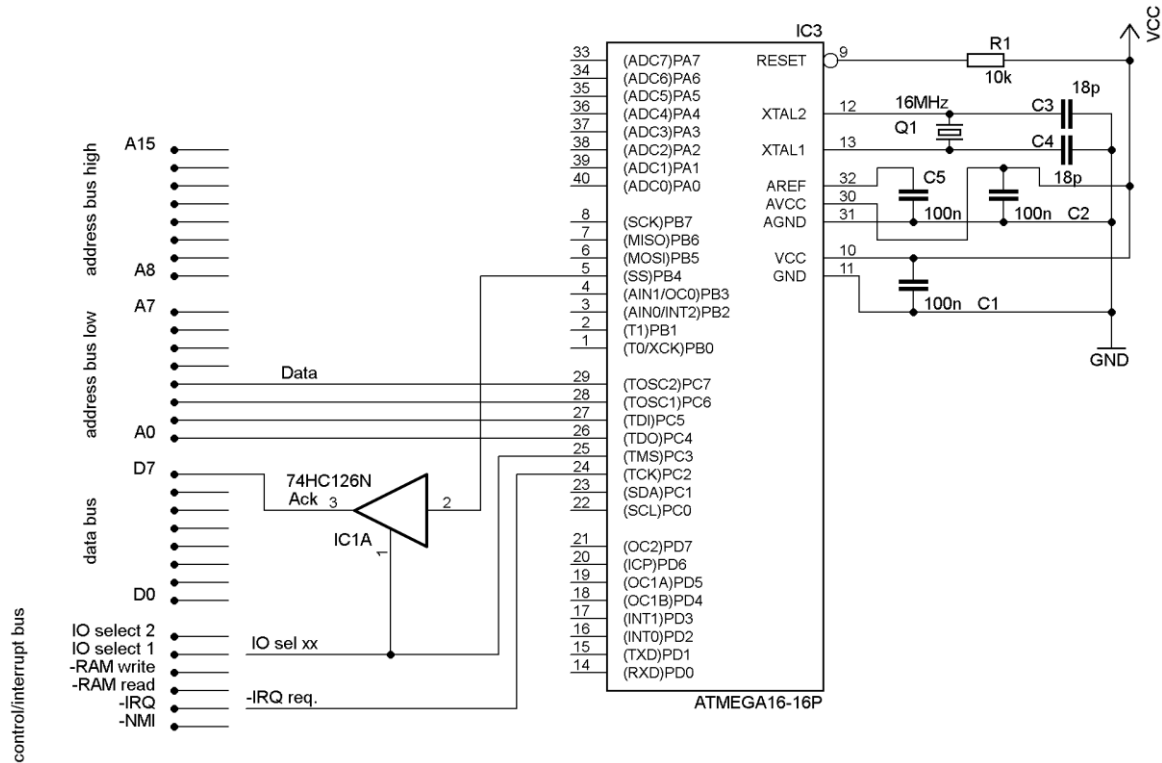 control/interrupt bus
address bus high
A15
A8
address bus low
A7
A0
data bus
D7
D0
IO select 2
IO select 1
-RAM write
-RAM read
-IRQ
-NMI
Data
74HC126N
Ack
3
2
1
IC1A
IO sel xx
-IRQ req.
IC3
33 (ADC7)PA7
34 (ADC6)PA6
35 (ADC5)PA5
36 (ADC4)PA4
37 (ADC3)PA3
38 (ADC2)PA2
39 (ADC1)PA1
40 (ADC0)PA0
8 (SCK)PB7
7 (MISO)PB6
6 (MOSI)PB5
5 (SS)PB4
4 (AIN1/OC0)PB3
3 (AIN0/INT2)PB2
2 (T1)PB1
1 (T0/XCK)PB0
29 (TOSC2)PC7
28 (TOSC1)PC6
27 (TDI)PC5
26 (TDO)PC4
25 (TMS)PC3
24 (TCK)PC2
23 (SDA)PC1
22 (SCL)PC0
21 (OC2)PD7
20 (ICP)PD6
19 (OC1A)PD5
18 (OC1B)PD4
17 (INT1)PD3
16 (INT0)PD2
15 (TXD)PD1
14 (RXD)PD0
RESET 9
XTAL2 12
XTAL1 13
AREF 32
AVCC 30
AGND 31
VCC 10
GND 11
ATMEGA16-16P
R1
10k
VCC
16MHz
Q1
C3 18p
C4
18p
C5
100n
100n C2
100n C1
GND